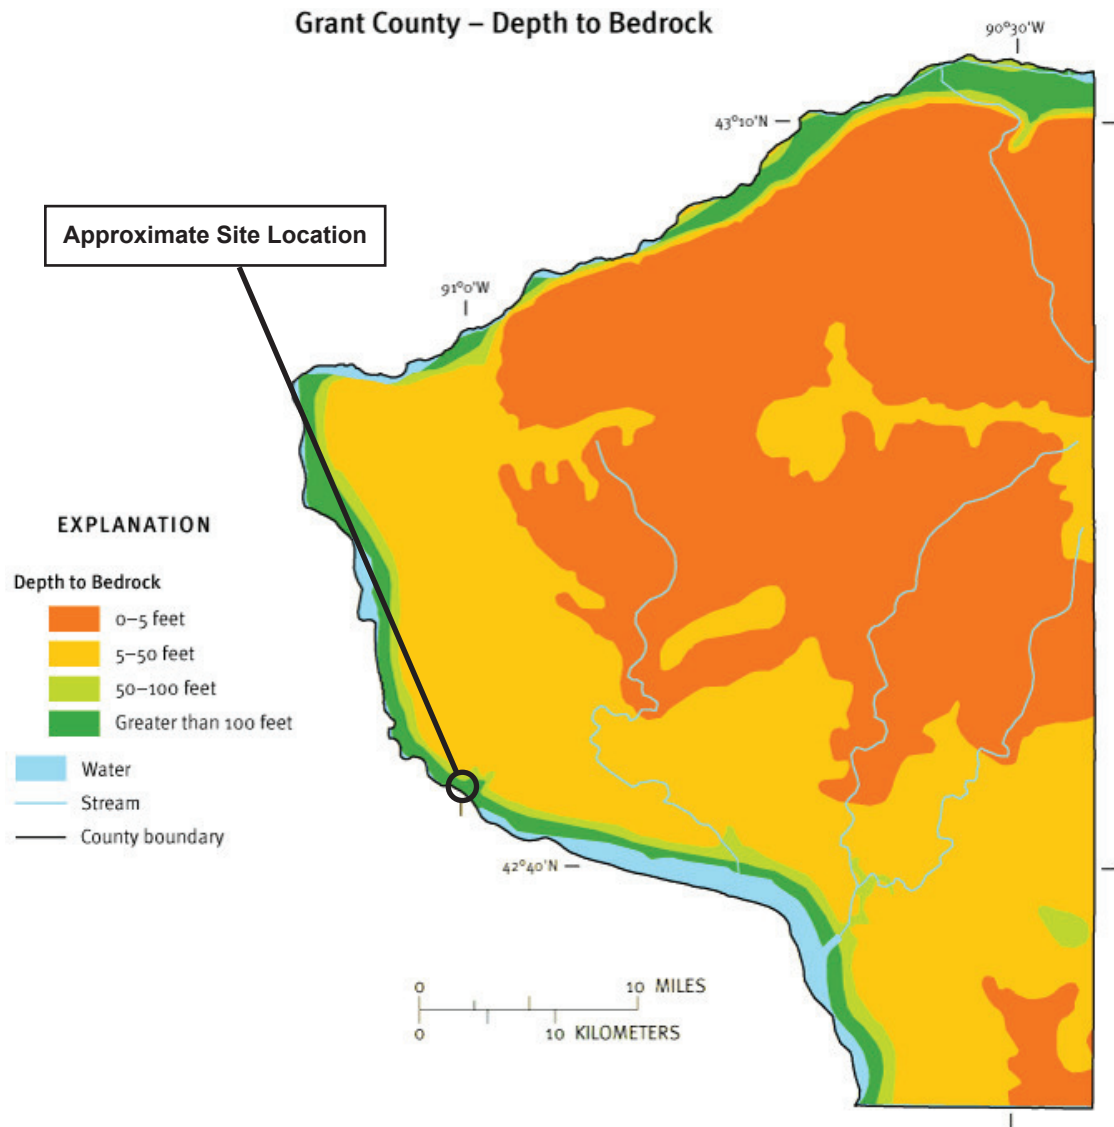 Grant County – Depth to Bedrock
90°30'W
43°10'N
Approximate Site Location
91°0'W
EXPLANATION
Depth to Bedrock
0–5 feet
5–50 feet
50–100 feet
Greater than 100 feet
Water
Stream
County boundary
42°40'N
0 10 MILES
0 10 KILOMETERS